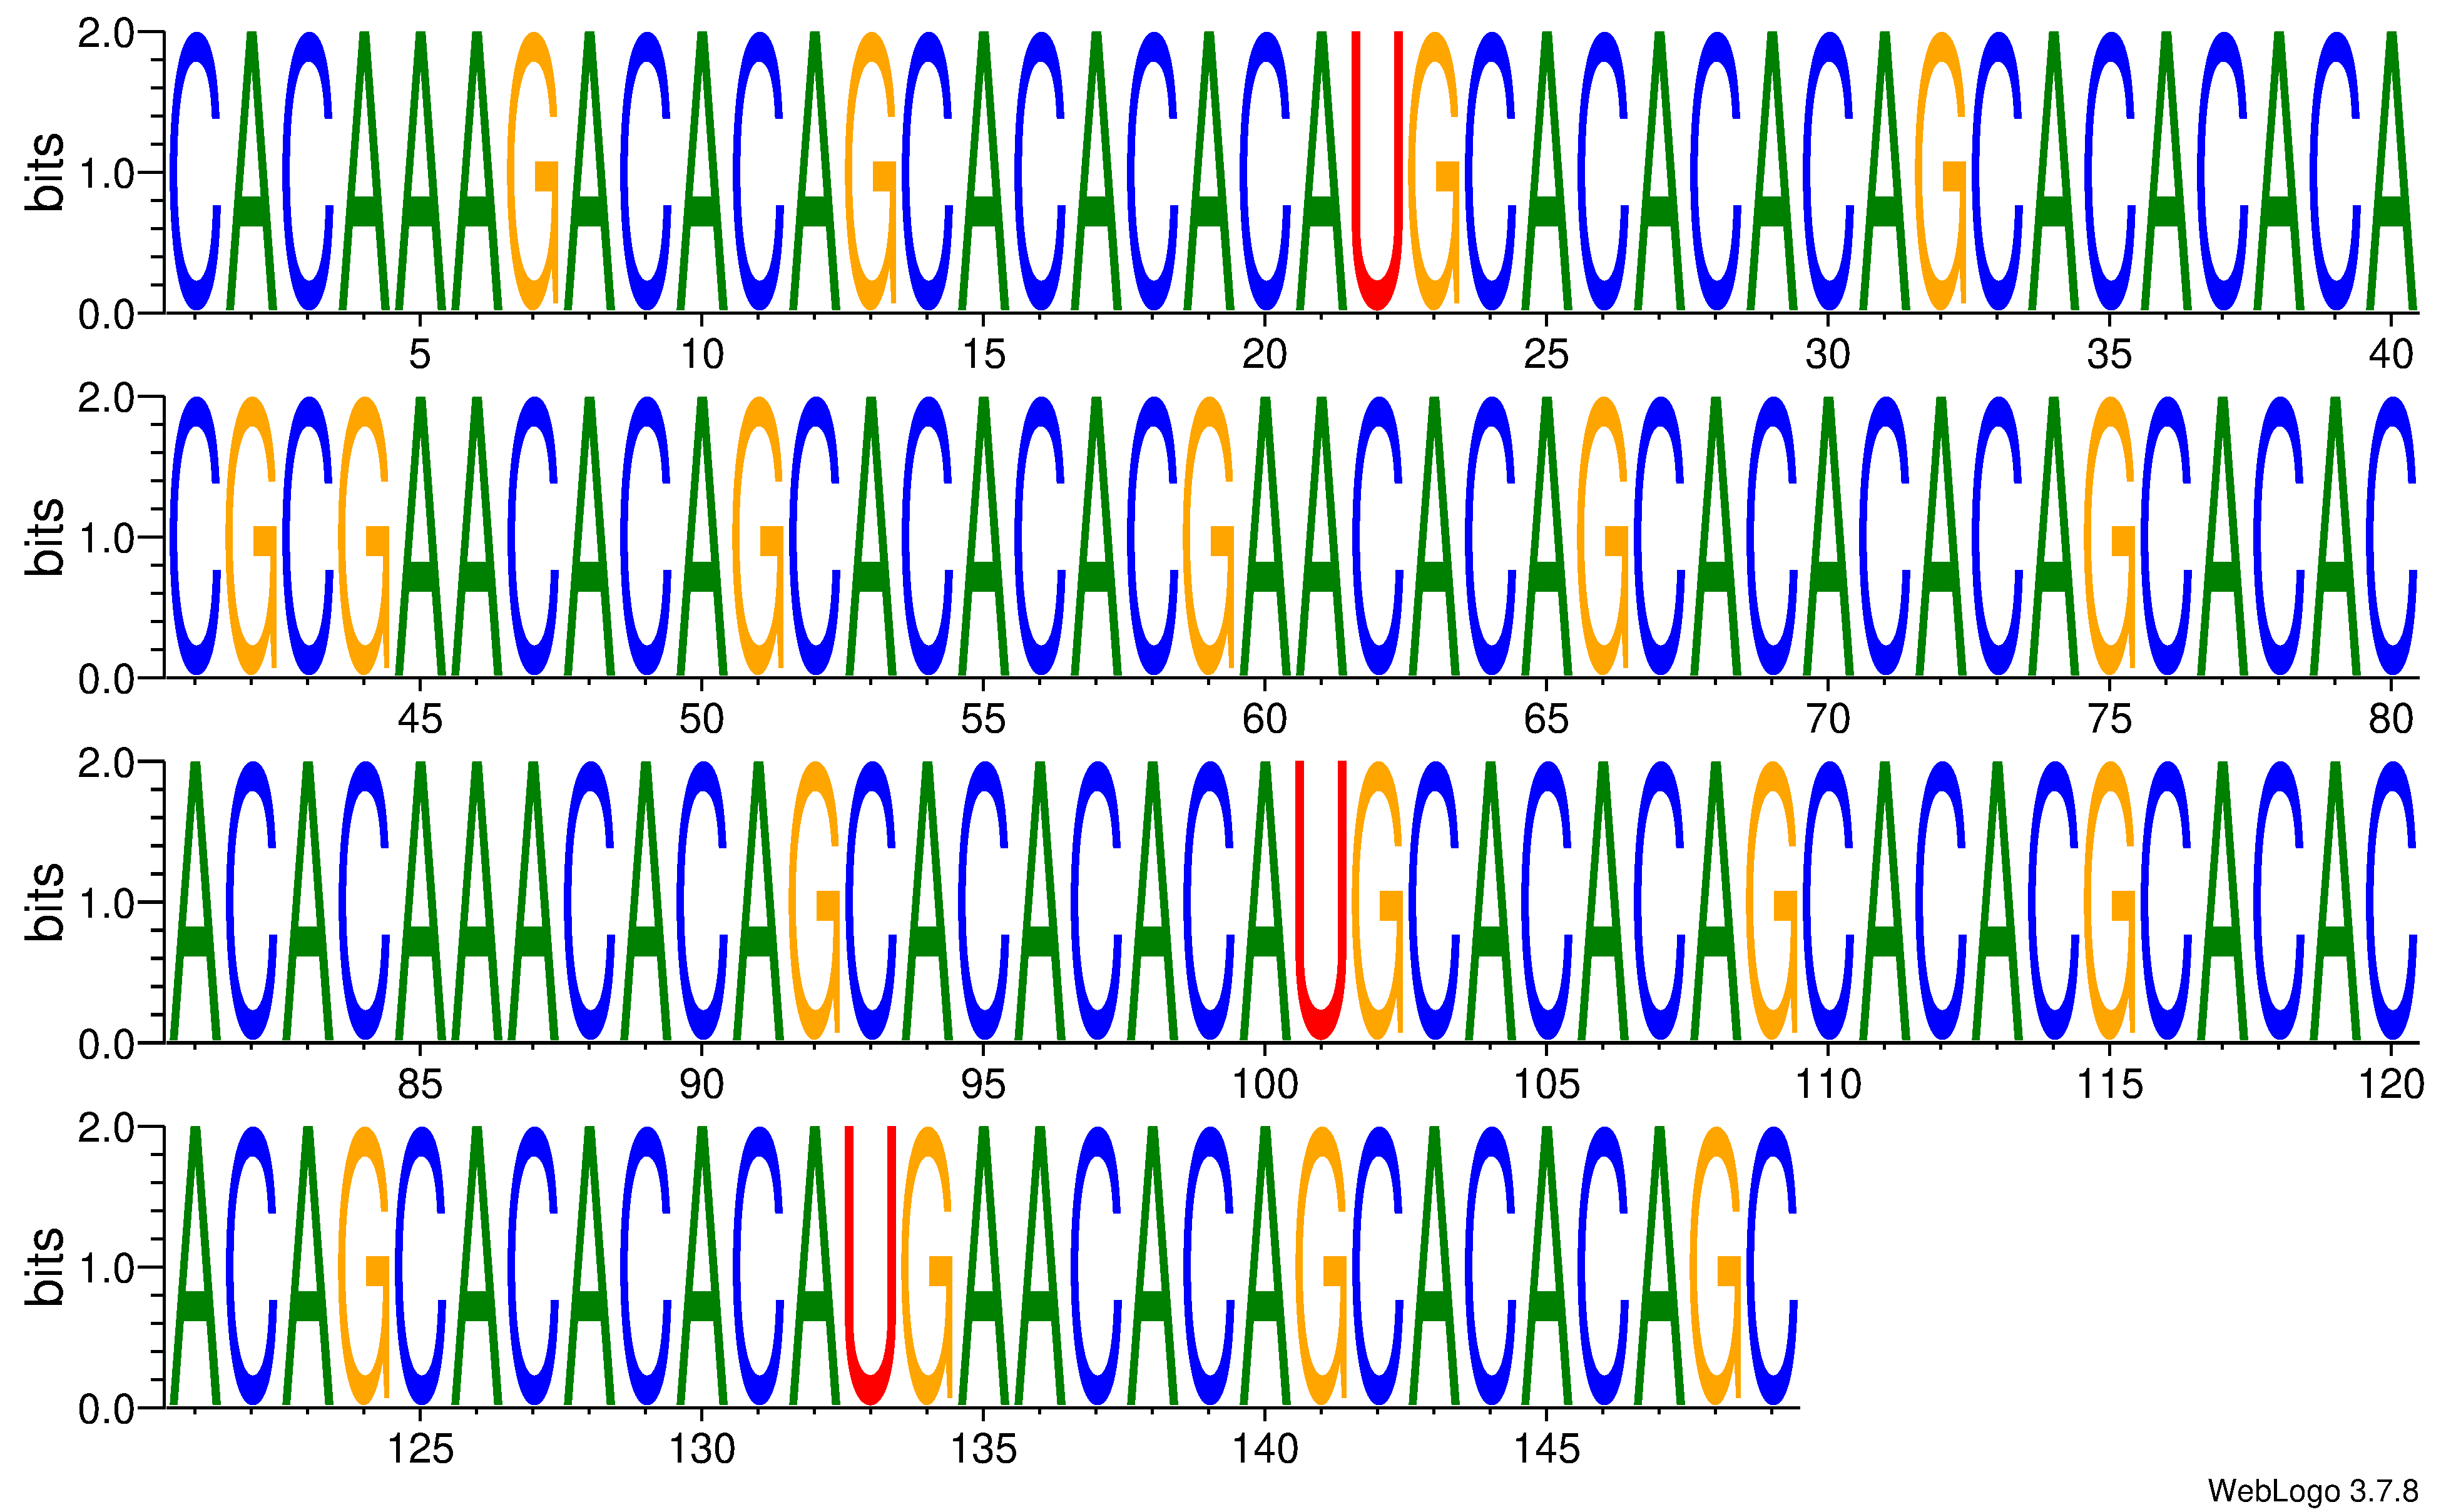 2.0
1.0
0.0
bits
CACAAAGACACAGCACACACAUGCACACACAGCACACACA
5 10 15 20 25 30 35 40
2.0
1.0
0.0
bits
CGCGAACACAGCACACACGAACACAGCACACACAGCACAC
45 50 55 60 65 70 75 80
2.0
1.0
0.0
bits
ACACAAACACAGCACACACAUGCACACAGCACACGCACAC
85 90 95 100 105 110 115 120
2.0
1.0
0.0
bits
ACAGCACACACAUGAACACAGCACACAGC
125 130 135 140 145
WebLogo 3.7.8